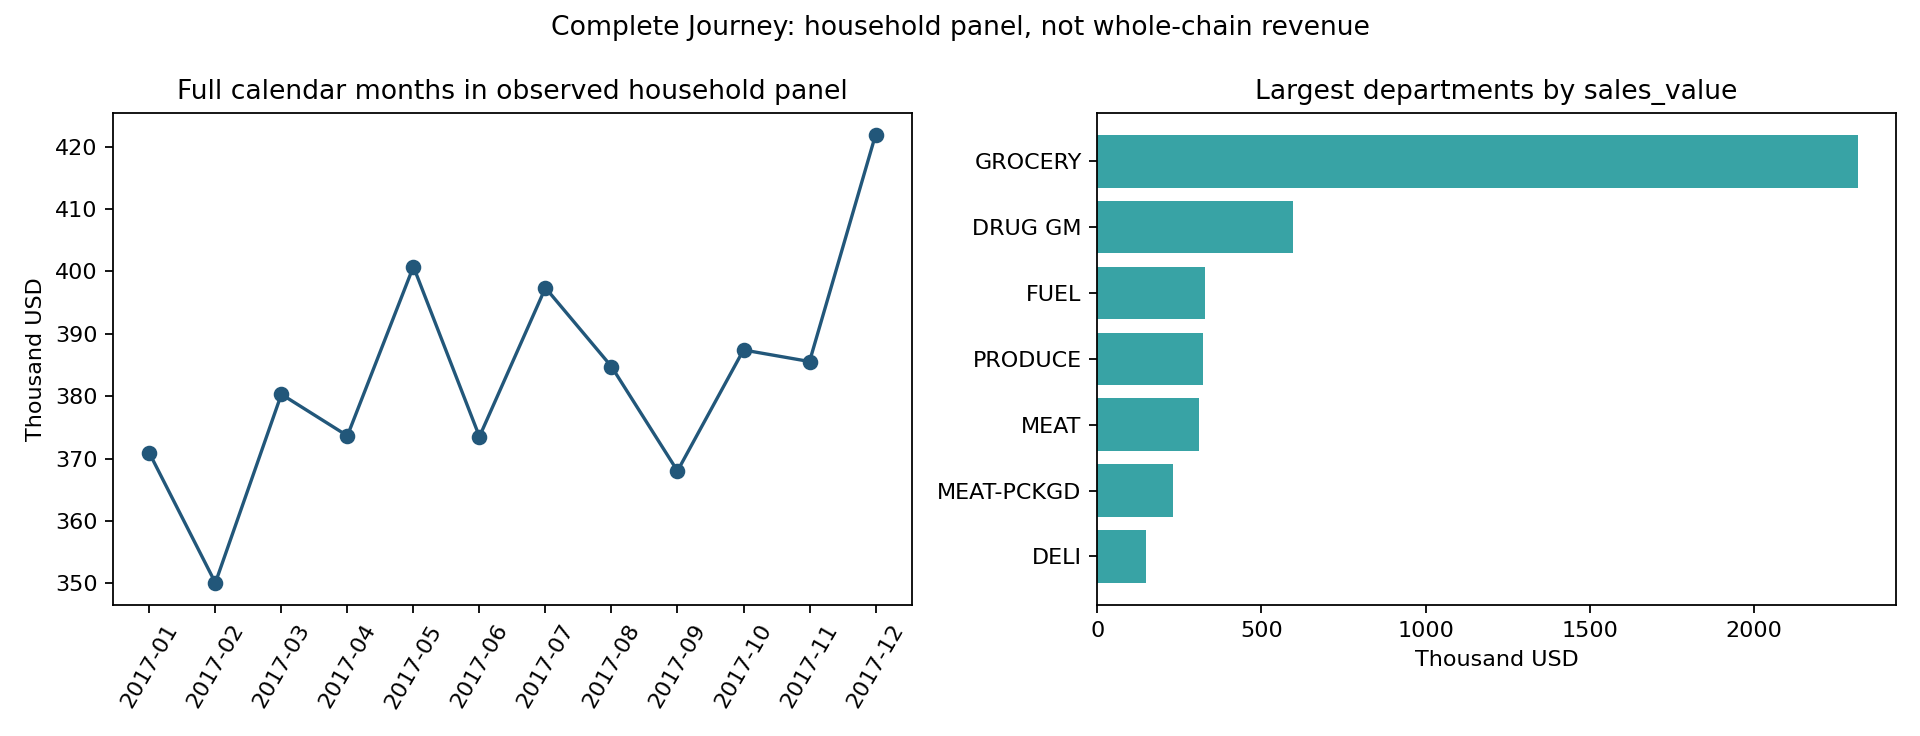 Complete Journey: household panel, not whole-chain revenue
Full calendar months in observed household panel
Thousand USD
420
410
400
390
380
370
360
350
2017-01
2017-02
2017-03
2017-04
2017-05
2017-06
2017-07
2017-08
2017-09
2017-10
2017-11
2017-12
Largest departments by sales_value
GROCERY
DRUG GM
FUEL
PRODUCE
MEAT
MEAT-PCKGD
DELI
0
500
1000
1500
2000
Thousand USD